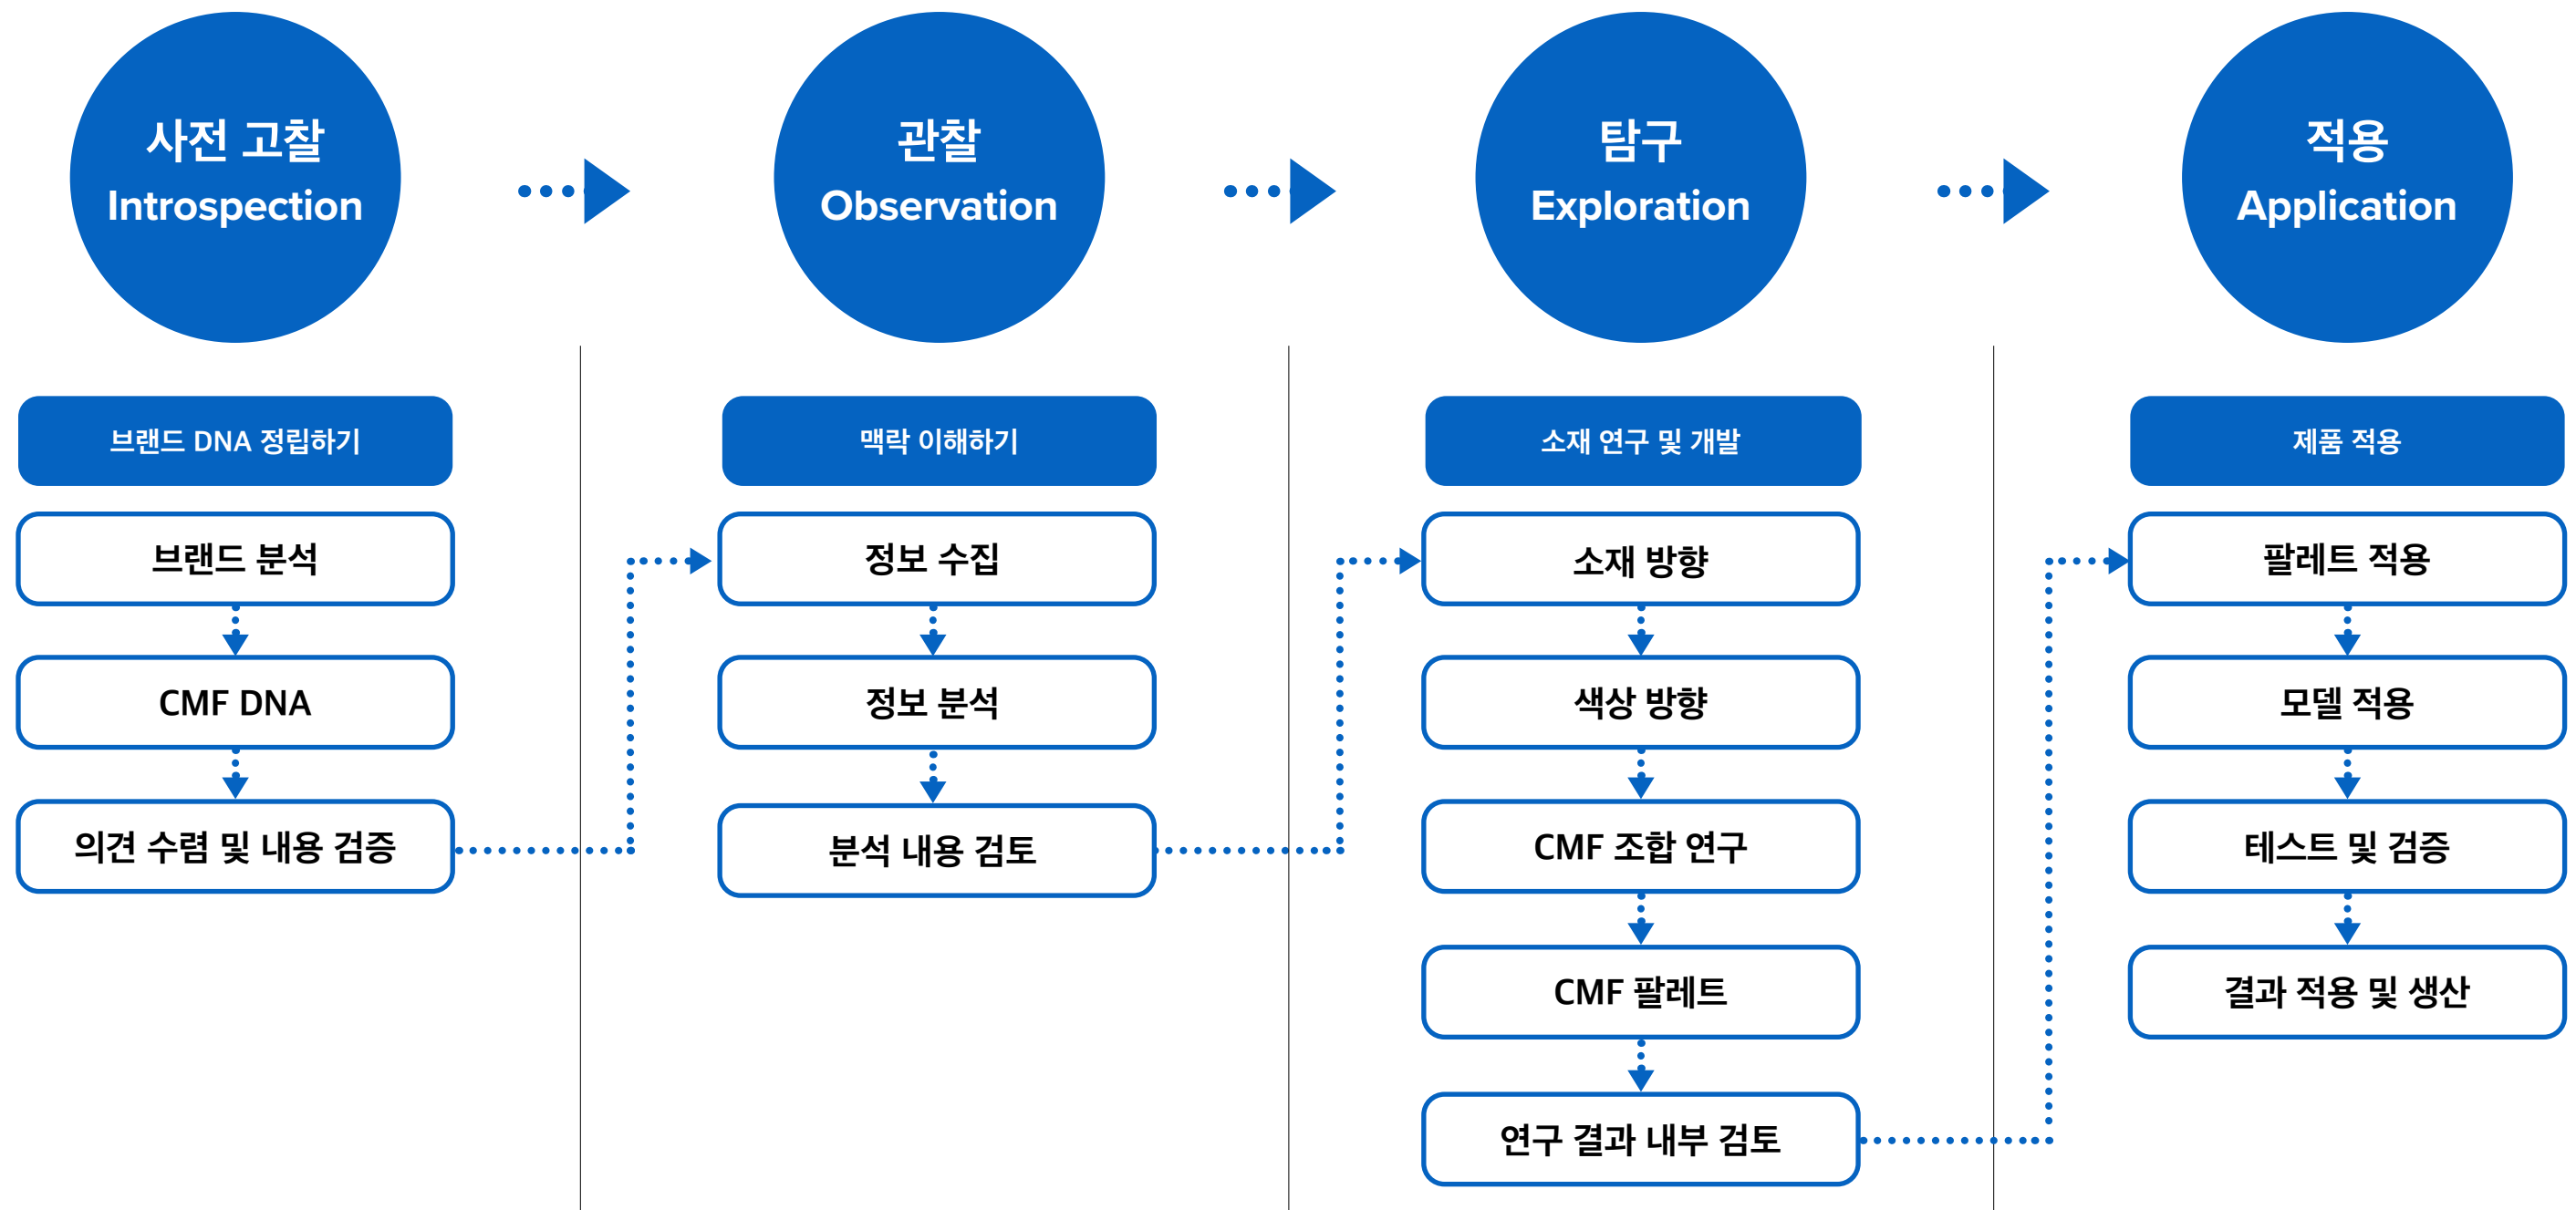 사전 고찰
Introspection
관찰
Observation
탐구
Exploration
적용
Application
브랜드 DNA 정립하기
브랜드 분석
CMF DNA
의견 수렴 및 내용 검증
맥락 이해하기
정보 수집
정보 분석
분석 내용 검토
소재 연구 및 개발
소재 방향
색상 방향
CMF 조합 연구
CMF 팔레트
연구 결과 내부 검토
제품 적용
팔레트 적용
모델 적용
테스트 및 검증
결과 적용 및 생산